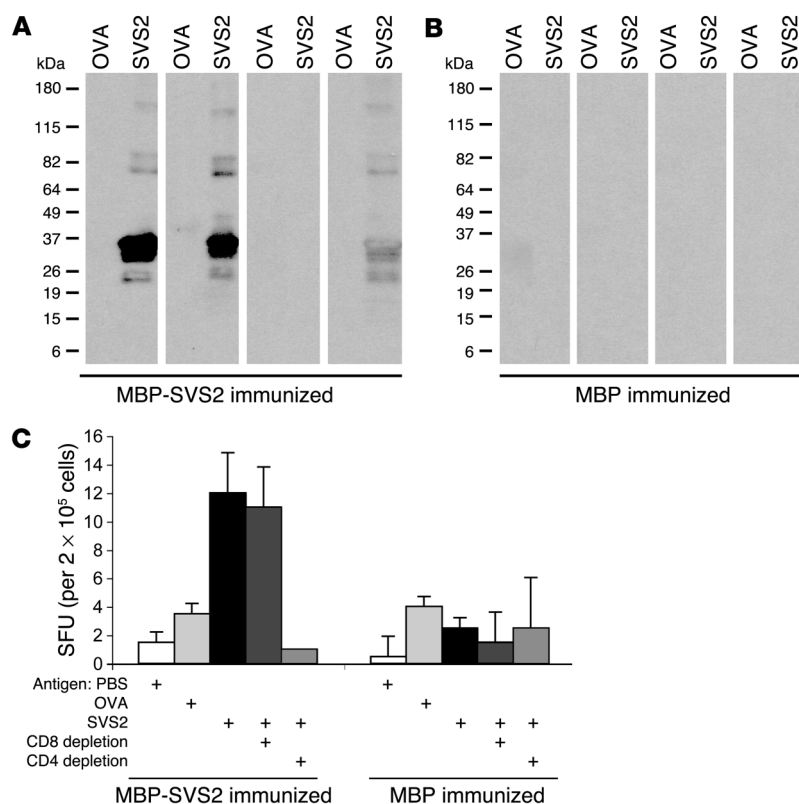 A
OVA SVS2 OVA SVS2 OVA SVS2 OVA SVS2
kDa
180
115
82
64
49
37
26
19
15
6
MBP-SVS2 immunized
B
OVA SVS2 OVA SVS2 OVA SVS2 OVA SVS2
kDa
180
115
82
64
49
37
26
19
15
6
MBP immunized
C
SFU (per 2 × 10⁵ cells)
16
14
12
10
8
6
4
2
0
Antigen: PBS + +
OVA + +
SVS2 + + + + + +
CD8 depletion + +
CD4 depletion + +
MBP-SVS2 immunized MBP immunized